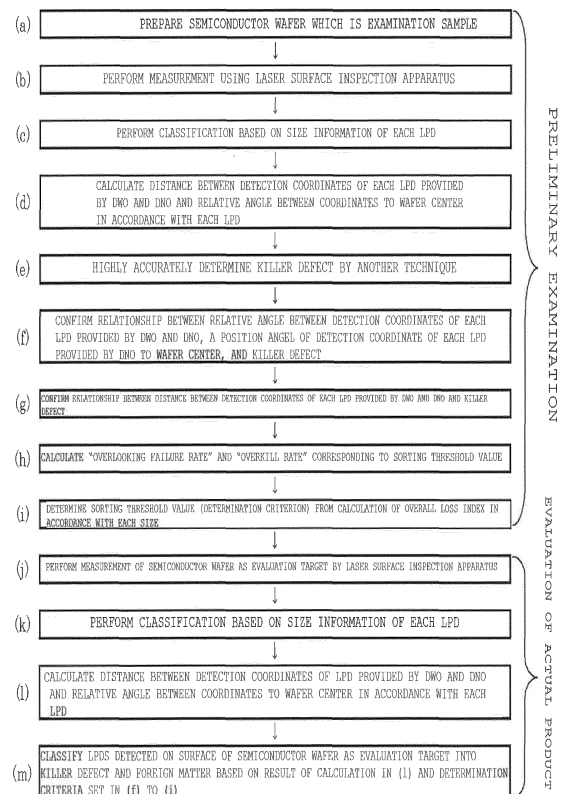 (a) PREPARE SEMICONDUCTOR WAFER WHICH IS EXAMINATION SAMPLE
(b) PERFORM MEASUREMENT USING LASER SURFACE INSPECTION APPARATUS
(c) PERFORM CLASSIFICATION BASED ON SIZE INFORMATION OF EACH LPD
(d) CALCULATE DISTANCE BETWEEN DETECTION COORDINATES OF EACH LPD PROVIDED
BY DWO AND DNO AND RELATIVE ANGLE BETWEEN COORDINATES TO WAFER CENTER
IN ACCORDANCE WITH EACH LPD
(e) HIGHLY ACCURATELY DETERMINE KILLER DEFECT BY ANOTHER TECHNIQUE
(f) CONFIRM RELATIONSHIP BETWEEN RELATIVE ANGLE BETWEEN DETECTION COORDINATES OF EACH
LPD PROVIDED BY DWO AND DNO, A POSITION ANGEL OF DETECTION COORDINATE OF EACH LPD
PROVIDED BY DNO TO WAFER CENTER, AND KILLER DEFECT
(g) CONFIRM RELATIONSHIP BETWEEN DISTANCE BETWEEN DETECTION COORDINATES OF EACH LPD PROVIDED BY DWO AND DNO AND KILLER
DEFECT
(h) CALCULATE "OVERLOOKING FAILURE RATE" AND "OVERKILL RATE" CORRESPONDING TO SORTING THRESHOLD VALUE
(i) DETERMINE SORTING THRESHOLD VALUE (DETERMINATION CRITERION) FROM CALCULATION OF OVERALL LOSS INDEX IN
ACCORDANCE WITH EACH SIZE
PRELIMINARY EXAMINATION
(j) PERFORM MEASUREMENT OF SEMICONDUCTOR WAFER AS EVALUATION TARGET BY LASER SURFACE INSPECTION APPARATUS
(k) PERFORM CLASSIFICATION BASED ON SIZE INFORMATION OF EACH LPD
(l) CALCULATE DISTANCE BETWEEN DETECTION COORDINATES OF LPD PROVIDED BY DWO AND DNO
AND RELATIVE ANGLE BETWEEN COORDINATES TO WAFER CENTER IN ACCORDANCE WITH EACH
LPD
(m) CLASSIFY LPDS DETECTED ON SURFACE OF SEMICONDUCTOR WAFER AS EVALUATION TARGET INTO
KILLER DEFECT AND FOREIGN MATTER BASED ON RESULT OF CALCULATION IN (l) AND DETERMINATION
CRITERIA SET IN (f) TO (i)
EVALUATION OF ACTUAL PRODUCT